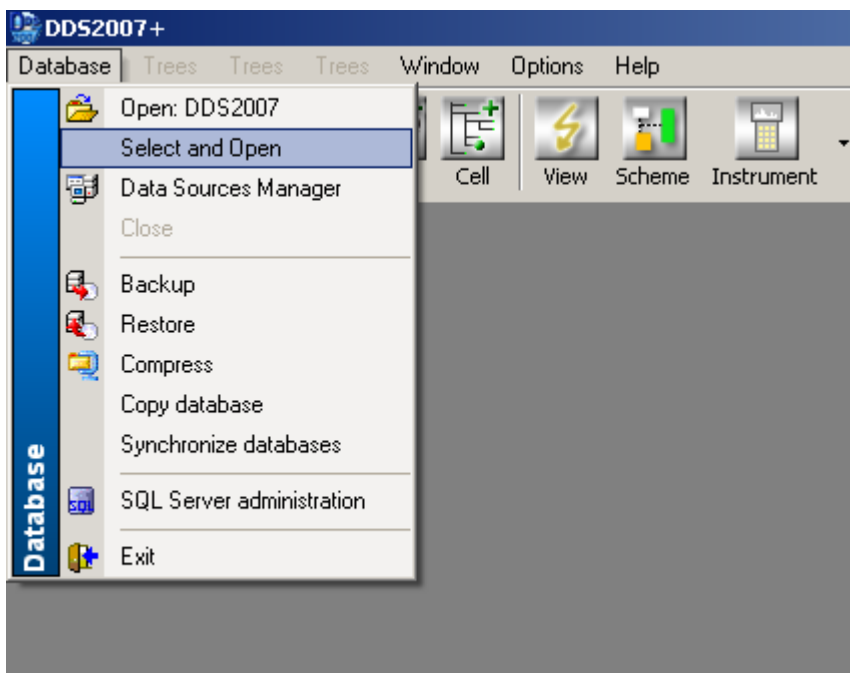 DDS2007+
Database Trees Trees Trees Window Options Help
Open: DDS2007
Select and Open
Data Sources Manager
Close
Backup
Restore
Compress
Copy database
Synchronize databases
SQL Server administration
Exit
Database
SQL
Cell View Scheme Instrument